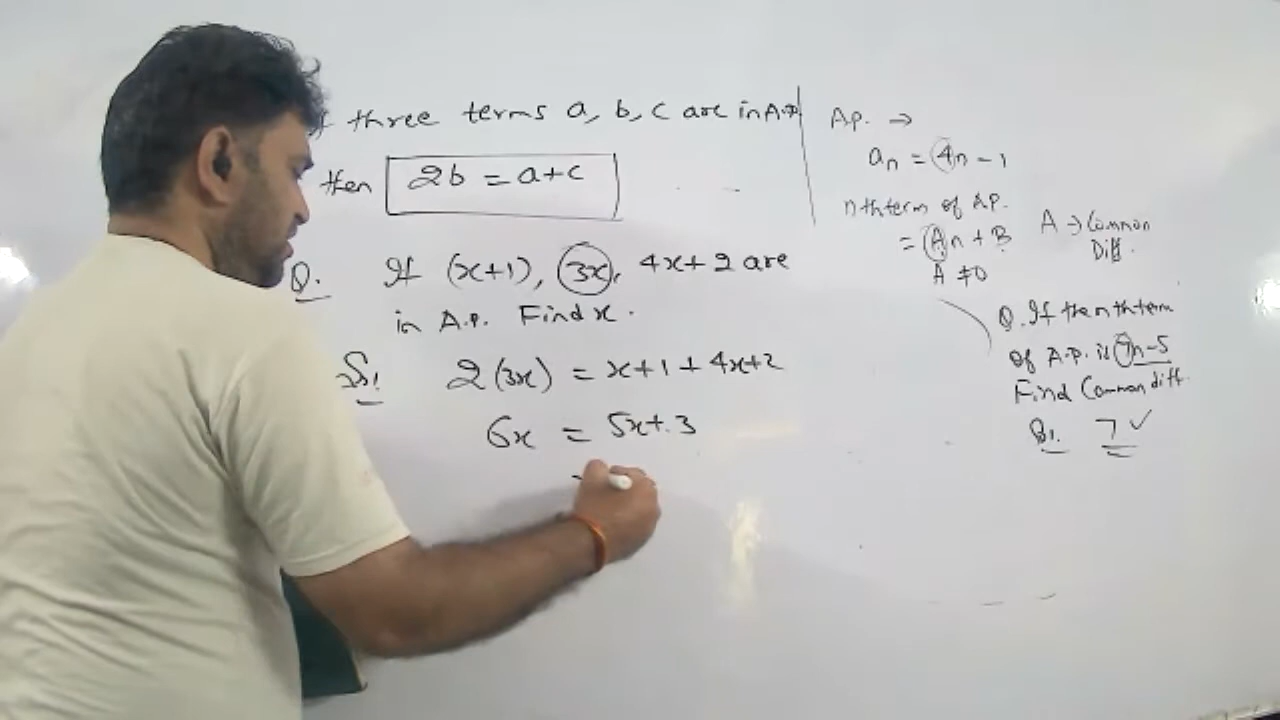 three terms a, b, c are in A.P
then 2b = a+c
Q. If (x+1), 3x, 4x+2 are
in A.P. Find x.
Sol. 2(3x) = x+1+4x+2
6x = 5x+3
A.P. →
an = 4n - 1
nth term of A.P.
= An + B
A ≠ 0
A → Common
Diff.
Q. If the nth term
of A.P. is 7n-5
Find Common diff.
Sol. 7 ✓